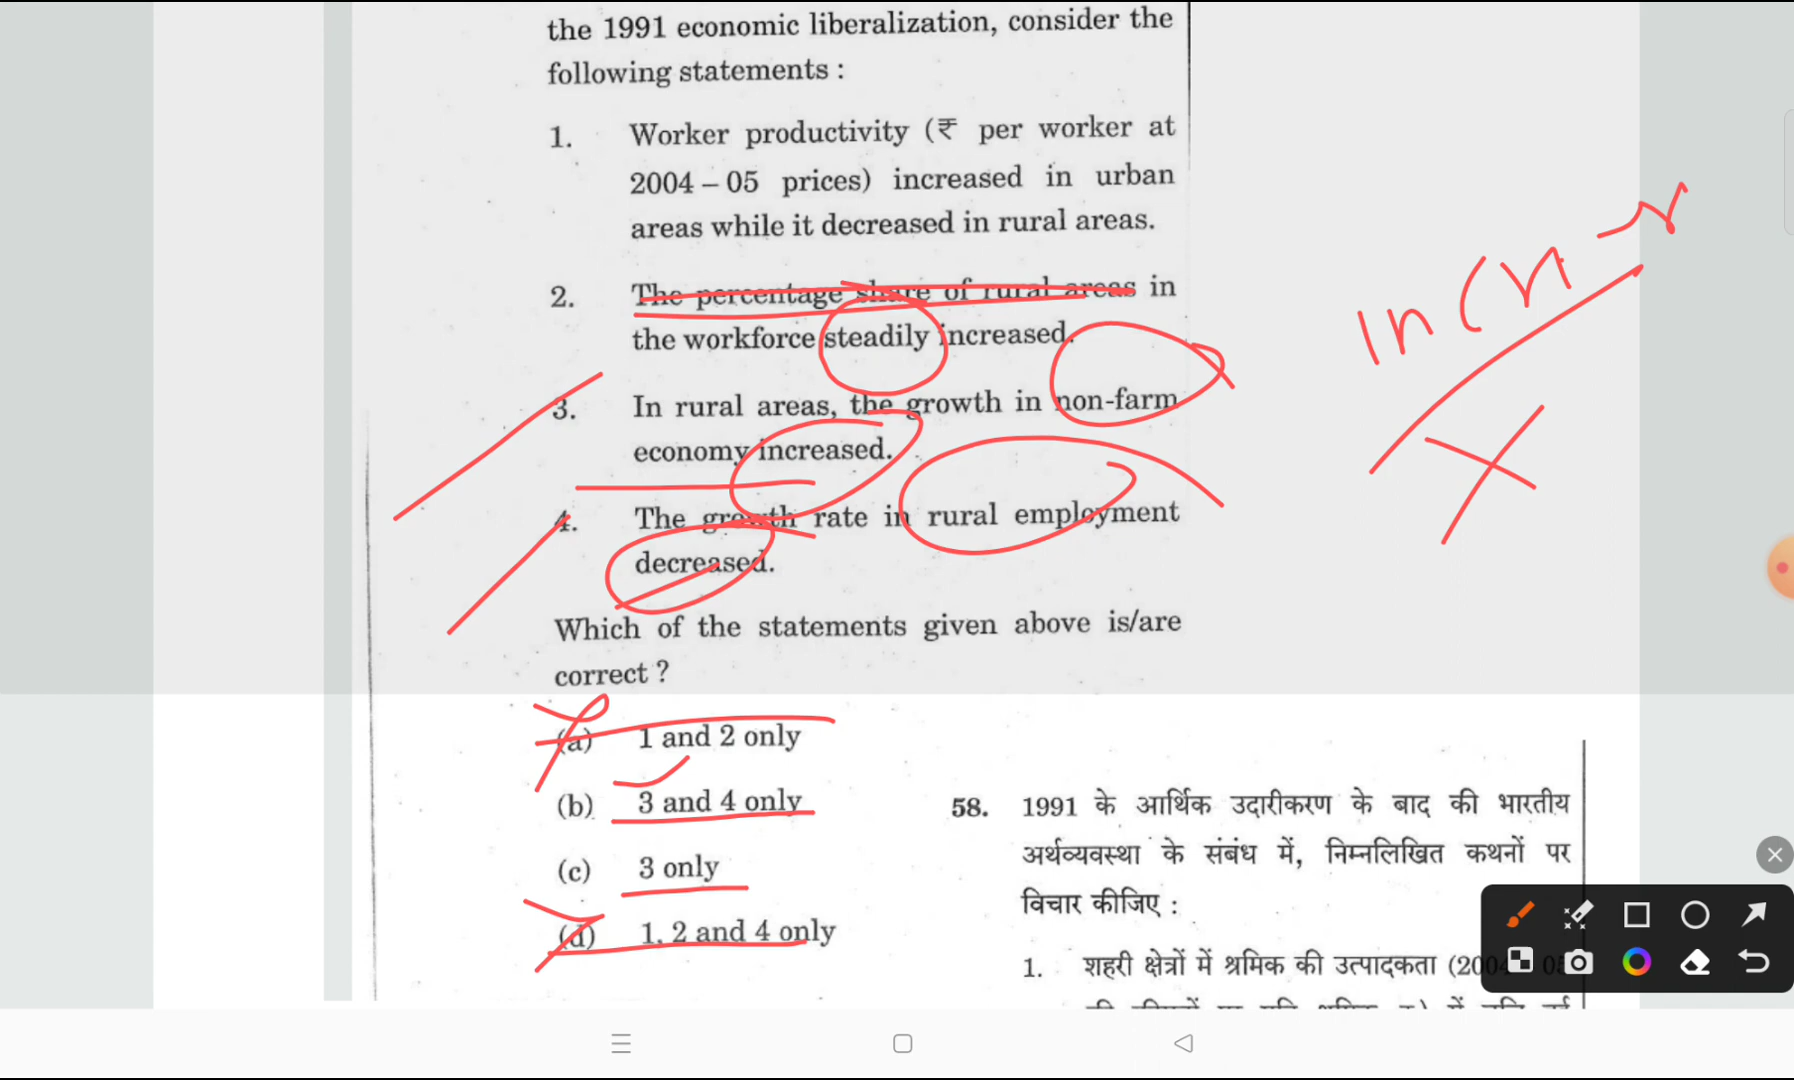 the 1991 economic liberalization, consider the
following statements :
1. Worker productivity (₹ per worker at
2004 – 05 prices) increased in urban
areas while it decreased in rural areas.
2. The percentage share of rural areas in
the workforce steadily increased.
3. In rural areas, the growth in non-farm
economy increased.
4. The growth rate in rural employment
decreased.
Which of the statements given above is/are
correct ?
(a) 1 and 2 only
(b) 3 and 4 only
(c) 3 only
(d) 1, 2 and 4 only
58. 1991 के आर्थिक उदारीकरण के बाद की भारतीय
अर्थव्यवस्था के संबंध में, निम्नलिखित कथनों पर
विचार कीजिए :
1. शहरी क्षेत्रों में श्रमिक की उत्पादकता